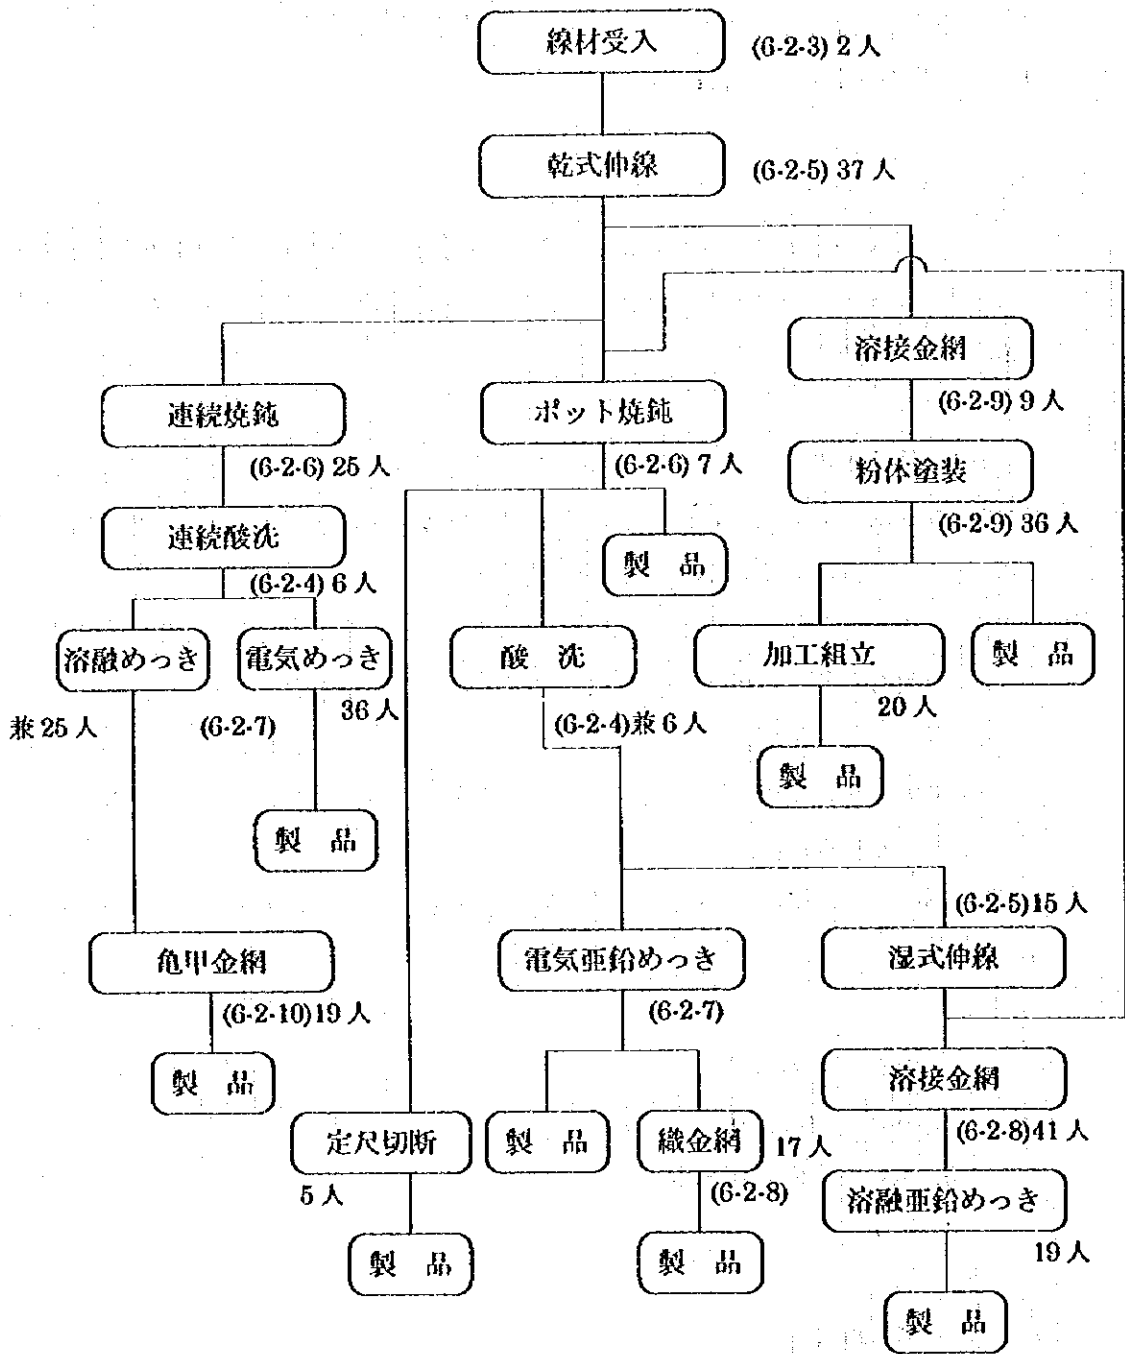 線材受入 (6-2-3) 2人
乾式伸線 (6-2-5) 37人
溶接金網
(6-2-9) 9人
連続焼鈍
(6-2-6) 25人
ポット焼鈍
(6-2-6) 7人
粉体塗装
(6-2-9) 36人
連続酸洗
(6-2-4) 6人
製 品
溶融めっき
兼25人
電気めっき
36人
(6-2-7)
酸 洗
(6-2-4)兼6人
加工組立
20人
製 品
製 品
製 品
(6-2-5)15人
亀甲金網
(6-2-10)19人
電気亜鉛めっき
(6-2-7)
湿式伸線
製 品
溶接金網
(6-2-8)41人
定尺切断
5人
製 品
織金網 17人
(6-2-8)
溶融亜鉛めっき
19人
製 品
製 品
製 品